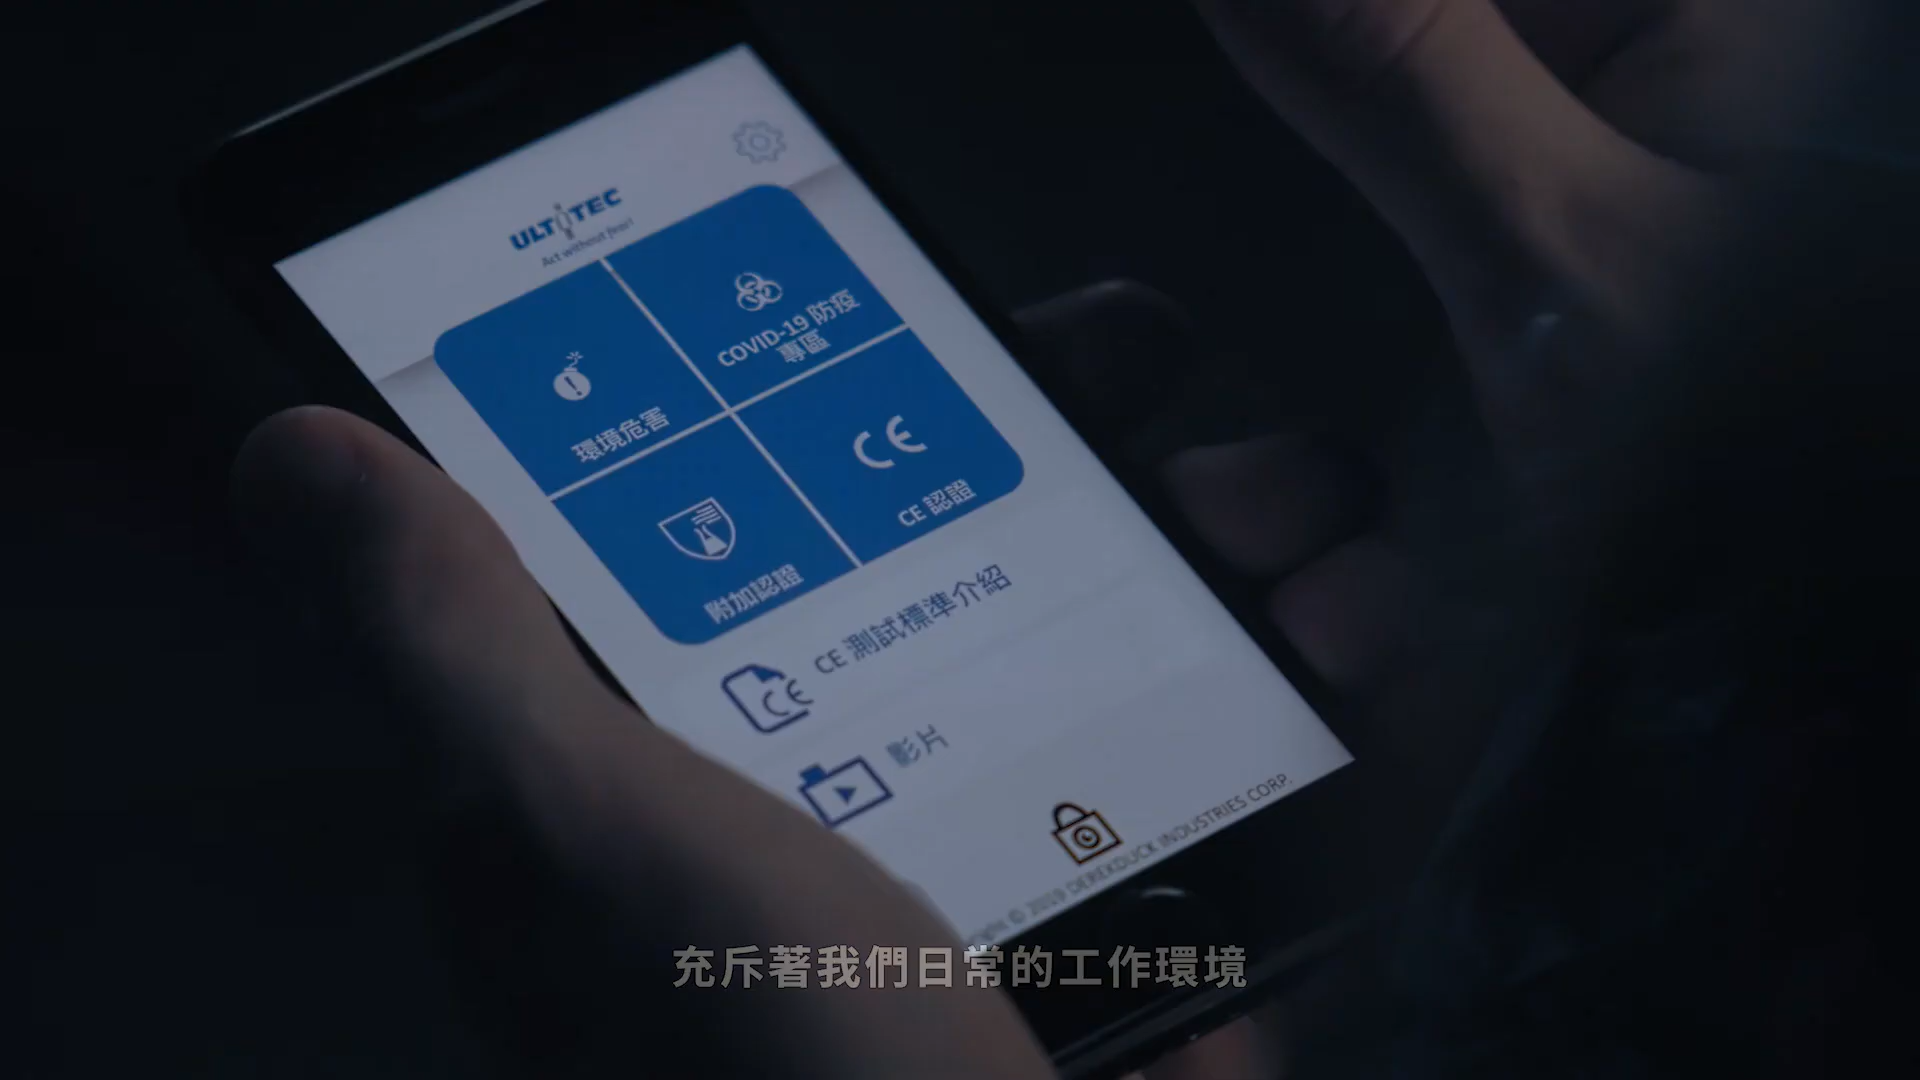 ULTITEC
Act without fear!
COVID-19 防疫
專區
環境危害
CE
CE 認證
附加認證
CE 測試標準介紹
影片
© 2019 DEREKDUCK INDUSTRIES CORP.
充斥著我們日常的工作環境